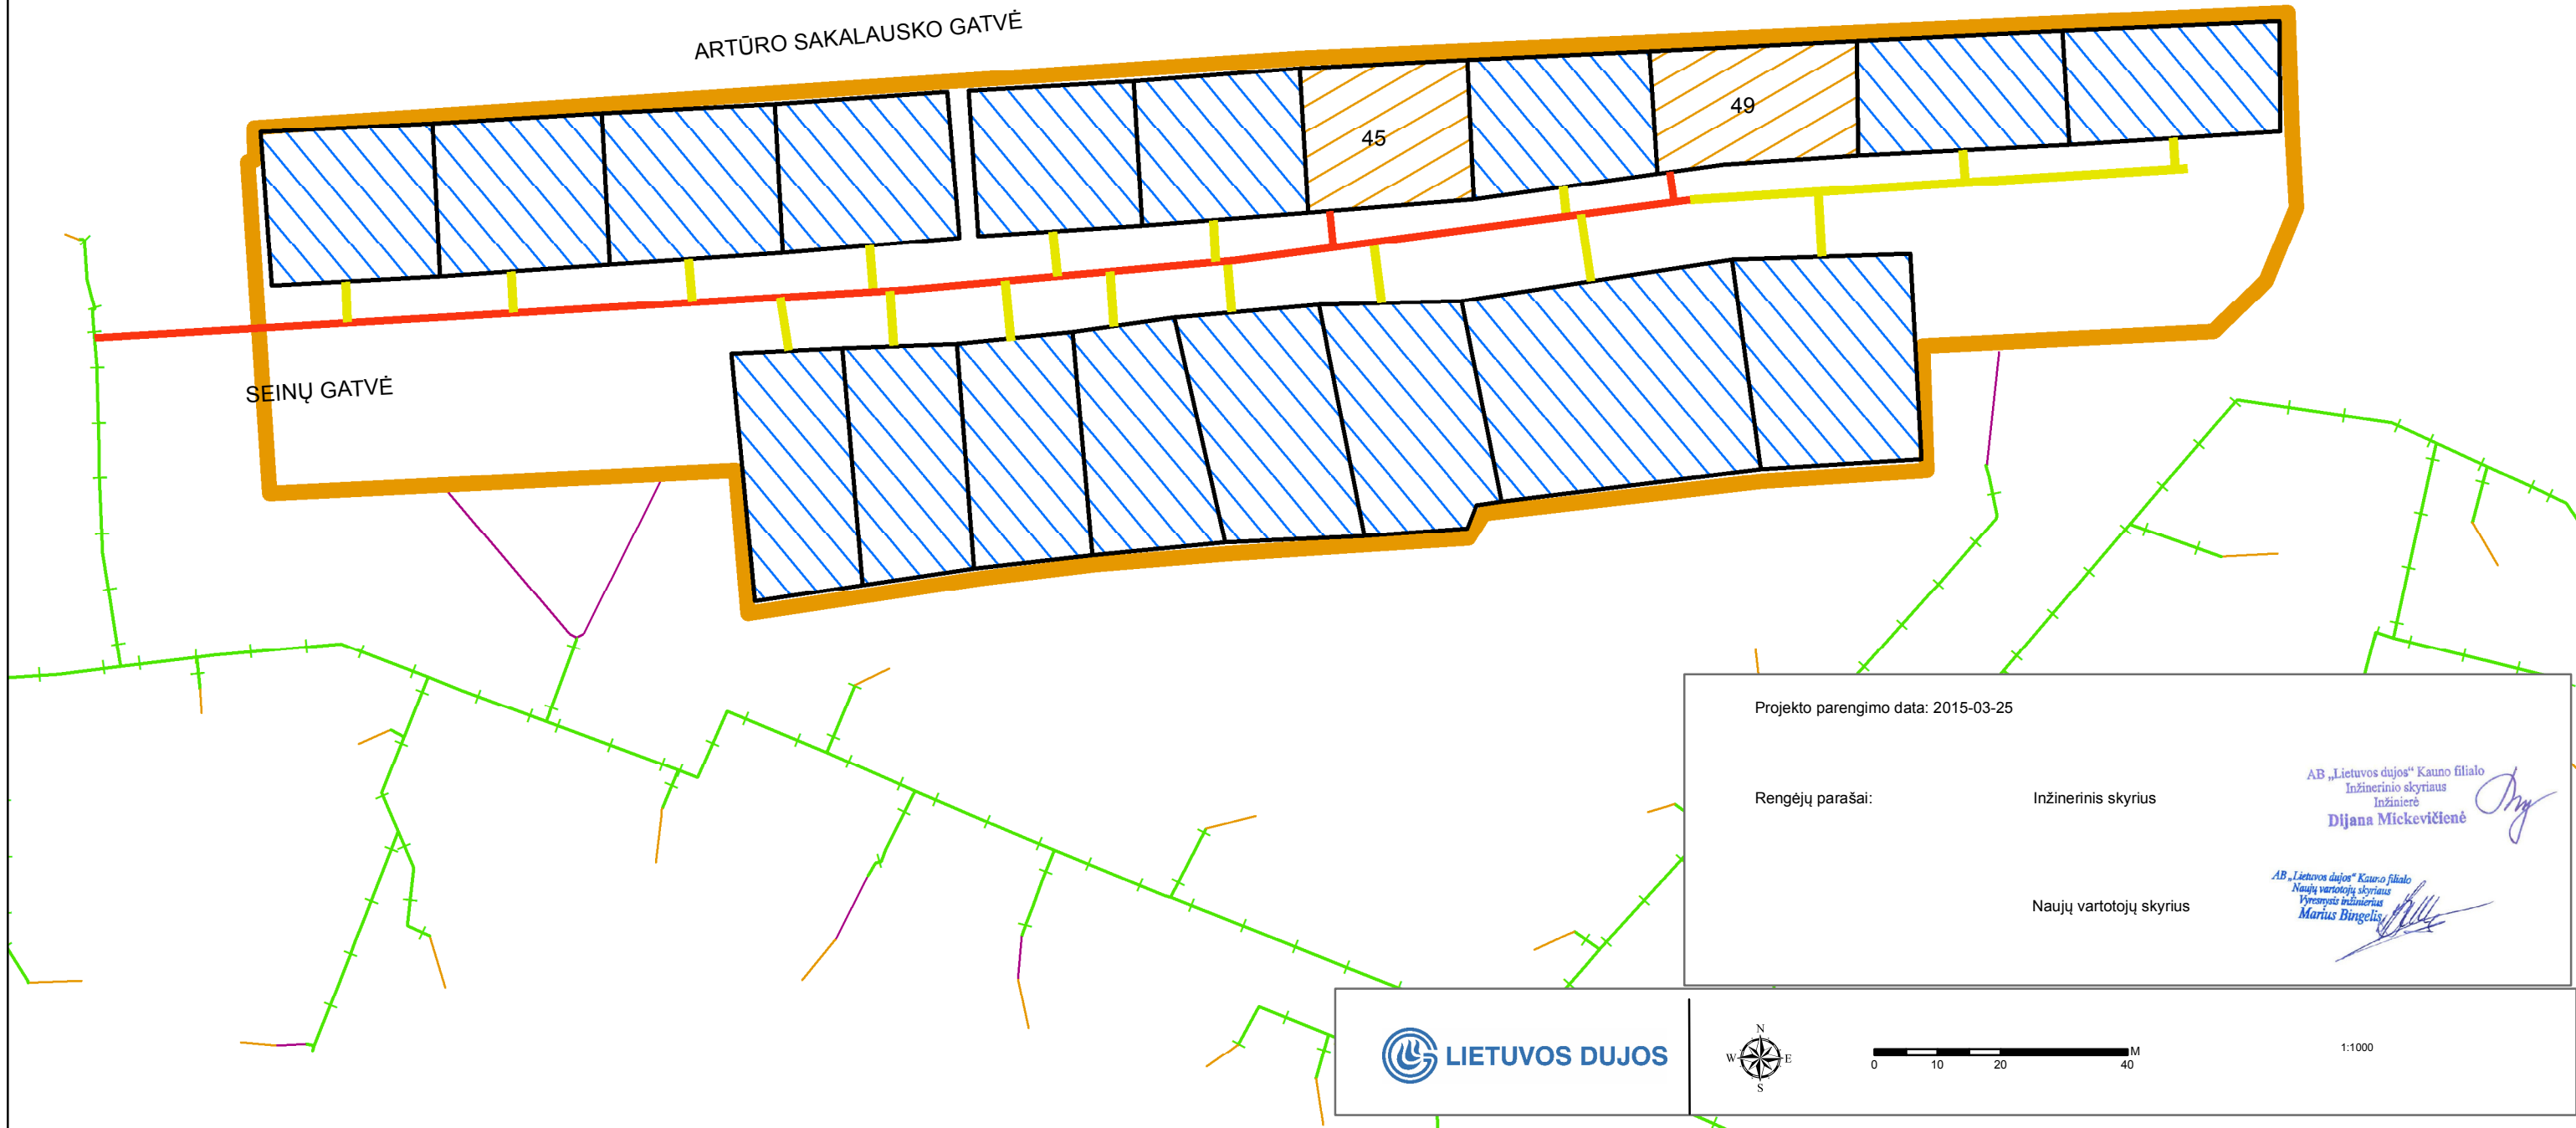 ARTŪRO SAKALAUSKO GATVĖ
45
49
SEINŲ GATVĖ
Projekto parengimo data: 2015-03-25
Rengėjų parašai:
Inžinerinis skyrius
AB „Lietuvos dujos“ Kauno filialo
Inžinerinio skyriaus
Inžinierė
Dijana Mickevičienė
Naujų vartotojų skyrius
AB „Lietuvos dujos“ Kauno filialo
Naujų vartotojų skyriaus
Vyresnysis inžinierius
Marius Bingelis
LIETUVOS DUJOS
N
W E
S
0 10 20 40 M
1:1000